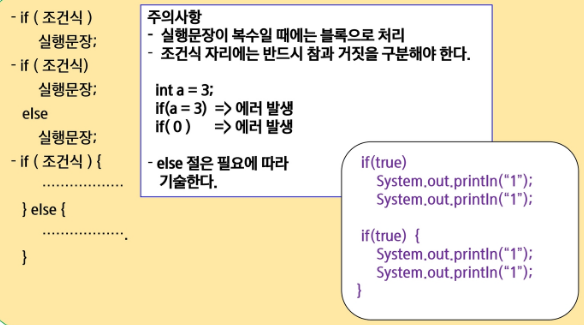 - if ( 조건식 )
실행문장;
- if ( 조건식)
실행문장;
else
실행문장;
- if ( 조건식 ) {
..................
} else {
..................
}
주의사항
- 실행문장이 복수일 때에는 블록으로 처리
- 조건식 자리에는 반드시 참과 거짓을 구분해야 한다.
int a = 3;
if(a = 3) => 에러 발생
if( 0 ) => 에러 발생
- else 절은 필요에 따라
기술한다.
if(true)
System.out.println("1");
System.out.println("1");
if(true) {
System.out.println("1");
System.out.println("1");
}